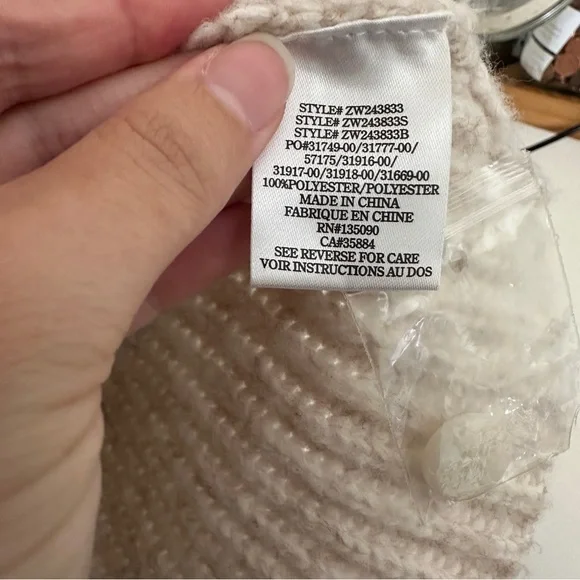 STYLE# ZW243833
STYLE# ZW243833S
STYLE# ZW243833B
PO#31749-00/31777-00/
57175/31916-00/
31917-00/31918-00/31669-00
100%POLYESTER/POLYESTER
MADE IN CHINA
FABRIQUE EN CHINE
RN#135090
CA#35884
SEE REVERSE FOR CARE
VOIR INSTRUCTIONS AU DOS